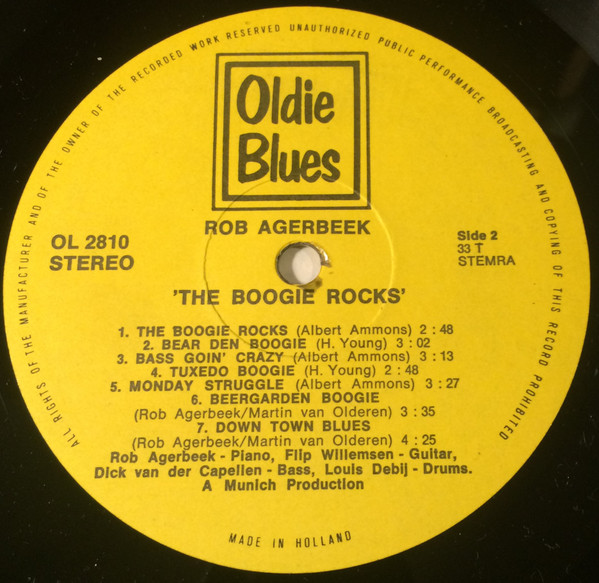 ALL RIGHTS OF THE MANUFACTURER AND OF THE OWNER OF THE RECORDED WORK RESERVED UNAUTHORIZED PUBLIC PERFORMANCE BROADCASTING AND COPYING OF THIS RECORD PROHIBITED
Oldie
Blues
ROB AGERBEEK
OL 2810
STEREO
Side 2
33 T
STEMRA
'THE BOOGIE ROCKS'
1. THE BOOGIE ROCKS (Albert Ammons) 2 : 48
2. BEAR DEN BOOGIE (H. Young) 3 : 02
3. BASS GOIN' CRAZY (Albert Ammons) 3 : 13
4. TUXEDO BOOGIE (H. Young) 2 : 48
5. MONDAY STRUGGLE (Albert Ammons) 3 : 27
6. BEERGARDEN BOOGIE
(Rob Agerbeek/Martin van Olderen) 3 : 35
7. DOWN TOWN BLUES
(Rob Agerbeek/Martin van Olderen) 4 : 25
Rob Agerbeek - Piano, Flip Willemsen - Guitar,
Dick van der Capellen - Bass, Louis Debij - Drums.
A Munich Production
MADE IN HOLLAND